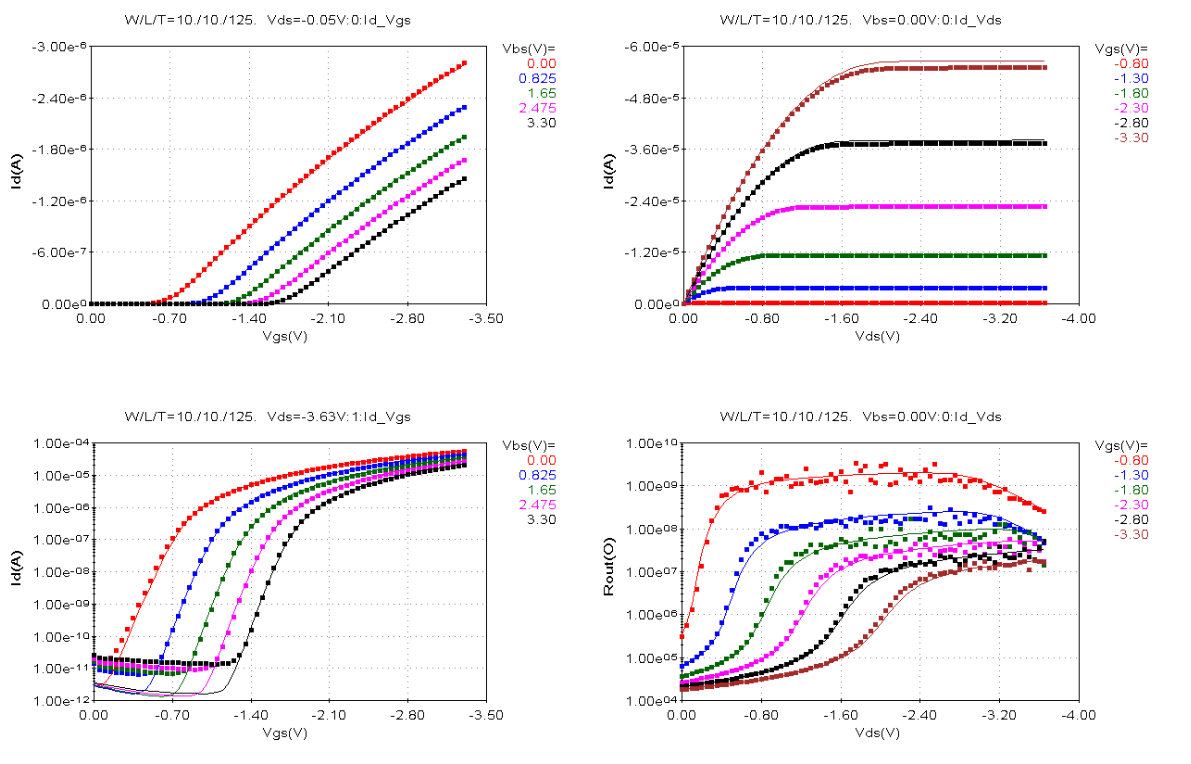 W/L/T=10./10./125. Vds=-0.05V:0:Id_Vgs
-3.00e-6
-2.40e-6
-1.80e-6
-1.20e-6
-6.00e-7
0.00e0
0.00 -0.70 -1.40 -2.10 -2.80 -3.50
Vgs(V)
Id(A)
Vbs(V)=
0.00
0.825
1.65
2.475
3.30
W/L/T=10./10./125. Vbs=0.00V:0:Id_Vds
-6.00e-5
-4.80e-5
-3.60e-5
-2.40e-5
-1.20e-5
0.00e0
0.00 -0.80 -1.60 -2.40 -3.20 -4.00
Vds(V)
Id(A)
Vgs(V)=
-0.80
-1.30
-1.80
-2.30
-2.80
-3.30
W/L/T=10./10./125. Vds=-3.63V:1:Id_Vgs
1.00e-04
1.00e-05
1.00e-06
1.00e-07
1.00e-08
1.00e-09
1.00e-10
1.00e-11
1.00e-12
0.00 -0.70 -1.40 -2.10 -2.80 -3.50
Vgs(V)
Id(A)
Vbs(V)=
0.00
0.825
1.65
2.475
3.30
W/L/T=10./10./125. Vbs=0.00V:0:Id_Vds
1.00e10
1.00e09
1.00e08
1.00e07
1.00e06
1.00e05
1.00e04
0.00 -0.80 -1.60 -2.40 -3.20 -4.00
Vds(V)
Rout(O)
Vgs(V)=
-0.80
-1.30
-1.80
-2.30
-2.80
-3.30